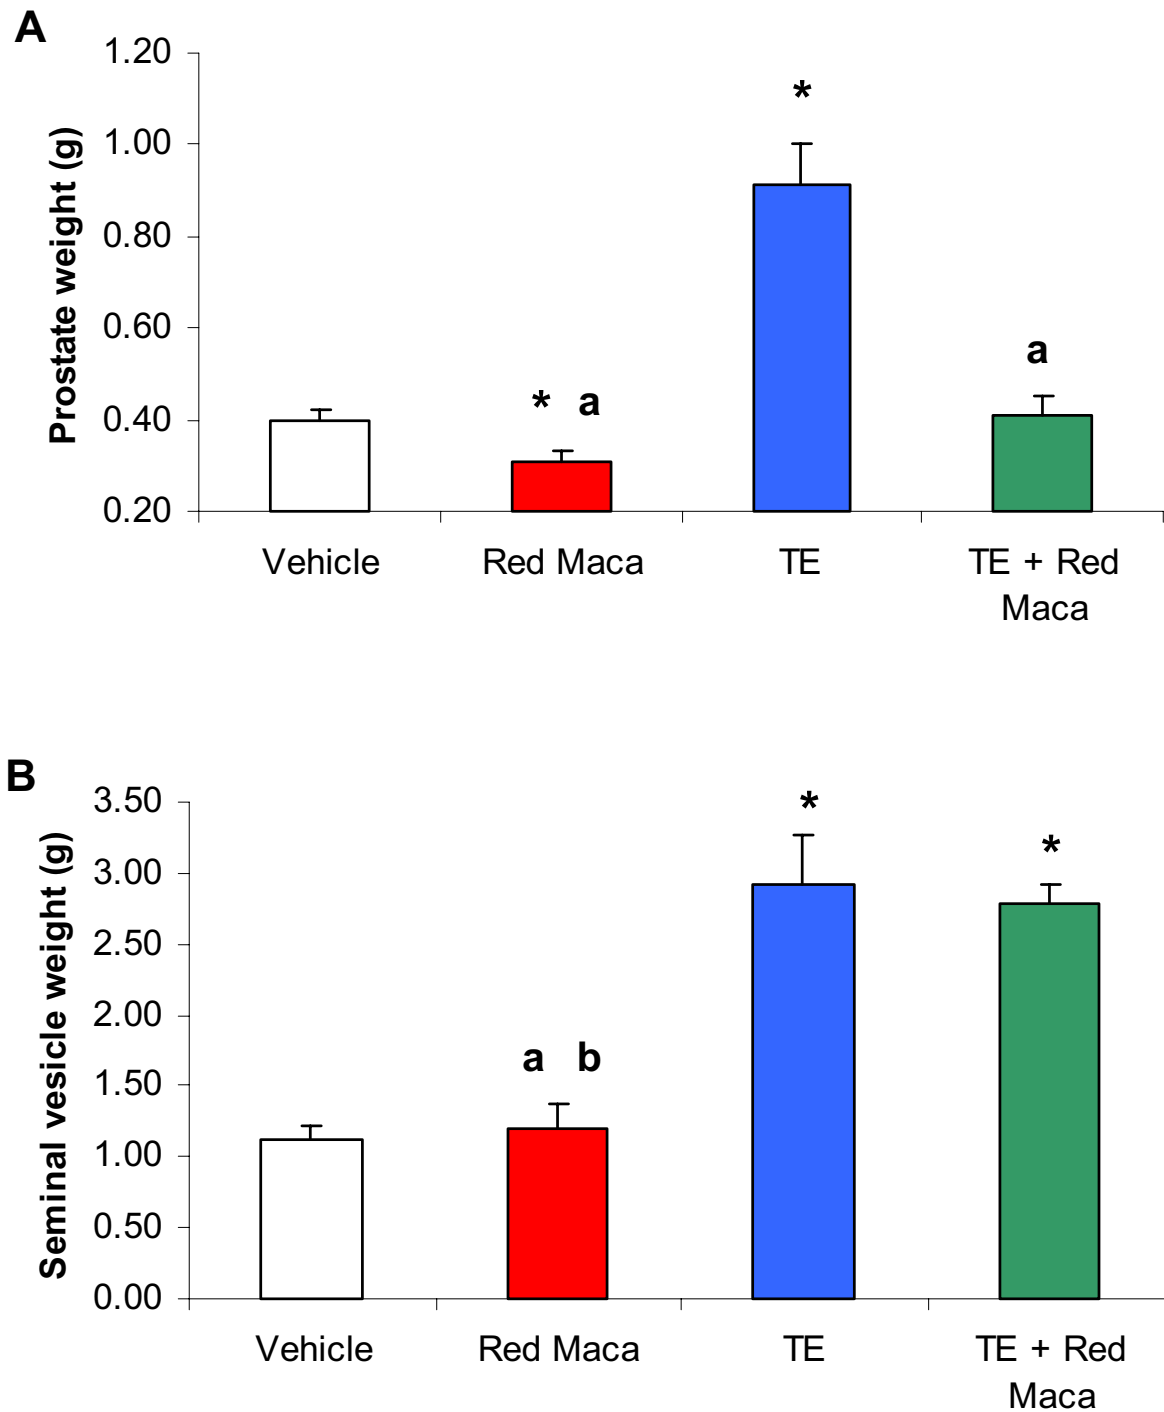 A
1.20
1.00
0.80
0.60
0.40
0.20
Prostate weight (g)
*
* a
a
Vehicle Red Maca TE TE + Red
Maca
B
3.50
3.00
2.50
2.00
1.50
1.00
0.50
0.00
Seminal vesicle weight (g)
*
*
a b
Vehicle Red Maca TE TE + Red
Maca